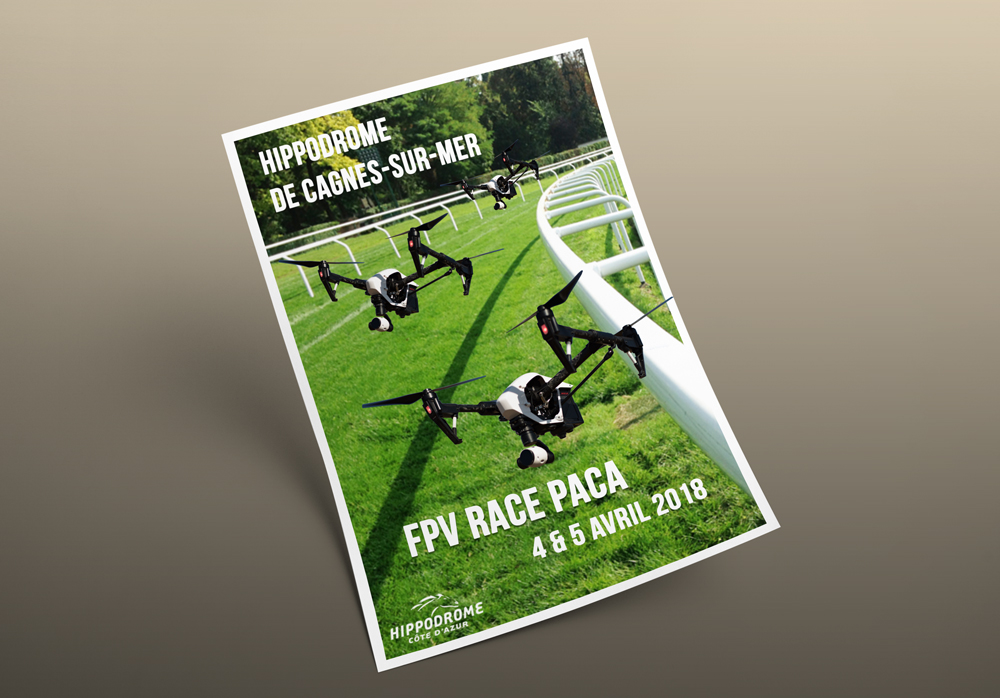 HIPPODROME
DE CAGNES-SUR-MER
FPV RACE PACA
4 & 5 AVRIL 2018
HIPPODROME
CÔTE D'AZUR